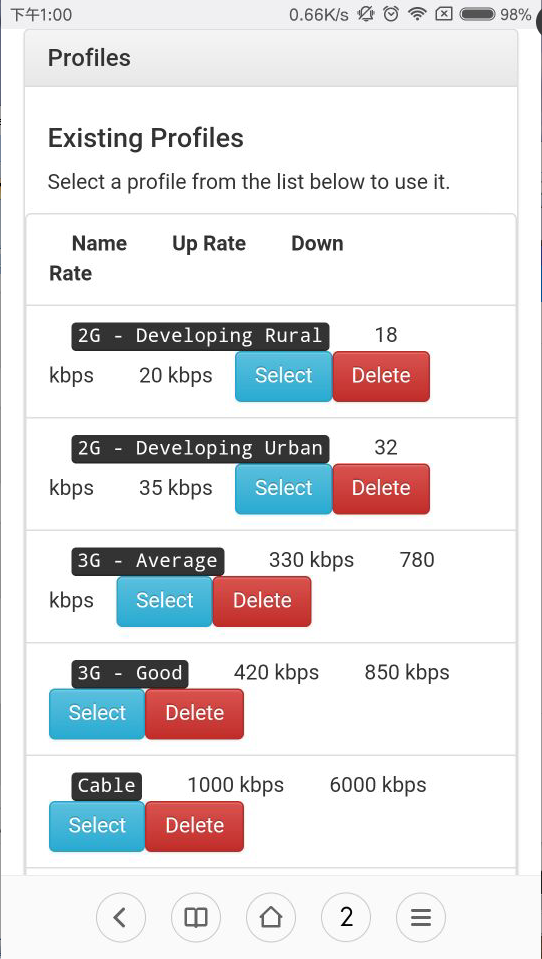 下午1:00 0.66K/s 98%
Profiles
Existing Profiles
Select a profile from the list below to use it.
Name Up Rate Down
Rate
2G - Developing Rural 18
kbps 20 kbps Select Delete
2G - Developing Urban 32
kbps 35 kbps Select Delete
3G - Average 330 kbps 780
kbps Select Delete
3G - Good 420 kbps 850 kbps
Select Delete
Cable 1000 kbps 6000 kbps
Select Delete
2